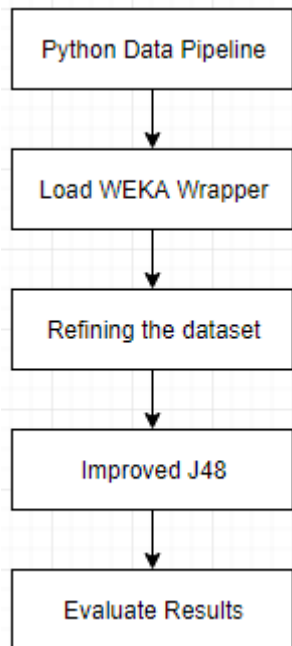 Python Data Pipeline
Load WEKA Wrapper
Refining the dataset
Improved J48
Evaluate Results